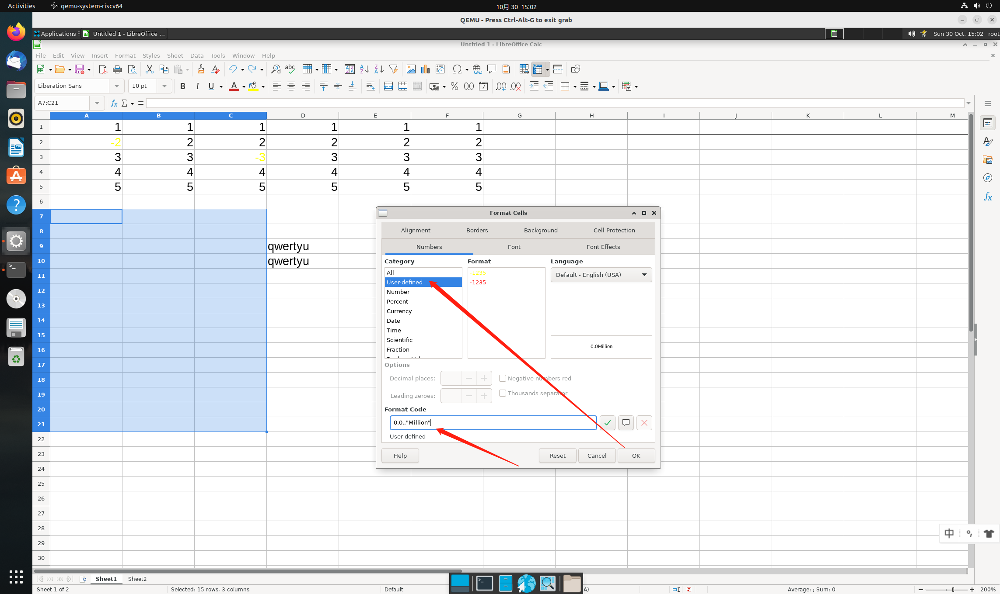 Activities qemu-system-riscv64 10月 30 15:02
QEMU - Press Ctrl-Alt-G to exit grab
Applications Untitled 1 - LibreOffice ... Sun 30 Oct, 15:02 root
Untitled 1 - LibreOffice Calc
File Edit View Insert Format Styles Sheet Data Tools Window Help
Liberation Sans 10 pt
A7:C21
A B C D E F G H I J K L M
1 1 1 1 1 1 1
2 -2 2 2 2 2 2
3 3 3 -3 3 3 3
4 4 4 4 4 4 4
5 5 5 5 5 5 5
6
7
8
9 qwertyu
10 qwertyu
11
12
13
14
15
16
17
18
19
20
21
22
23
24
25
26
27
28
29
30
Format Cells
Alignment Borders Background Cell Protection
Numbers Font Font Effects
Category Format Language
All
User-defined
Number
Percent
Currency
Date
Time
Scientific
Fraction
-1235
-1235
Default - English (USA)
0.0Million
Options
Decimal places: Negative numbers red
Leading zeroes: Thousands separator
Format Code
0.0,,"Million"
User-defined
Help Reset Cancel OK
中
Sheet1 Sheet2
Sheet 1 of 2 Selected: 15 rows, 3 columns Default A) Average: ; Sum: 0 200%